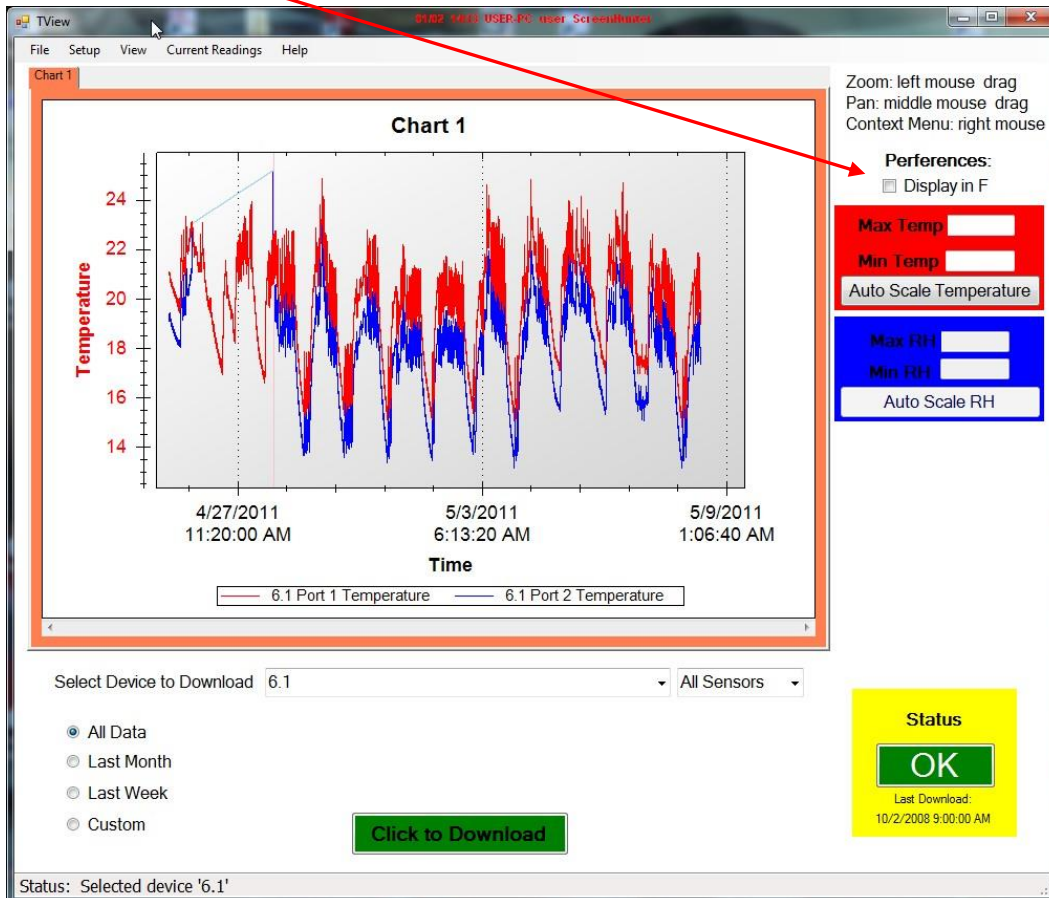 TView
USER-PC user ScreenHunter
File Setup View Current Readings Help
Chart 1
Zoom: left mouse drag
Pan: middle mouse drag
Context Menu: right mouse
Perferences:
Display in F
Max Temp
Min Temp
Auto Scale Temperature
Max RH
Min RH
Auto Scale RH
Chart 1
Temperature
24
22
20
18
16
14
4/27/2011 5/3/2011 5/9/2011
11:20:00 AM 6:13:20 AM 1:06:40 AM
Time
6.1 Port 1 Temperature 6.1 Port 2 Temperature
Select Device to Download 6.1 All Sensors
All Data
Last Month
Last Week
Custom
Click to Download
Status
OK
Last Download:
10/2/2008 9:00:00 AM
Status: Selected device '6.1'